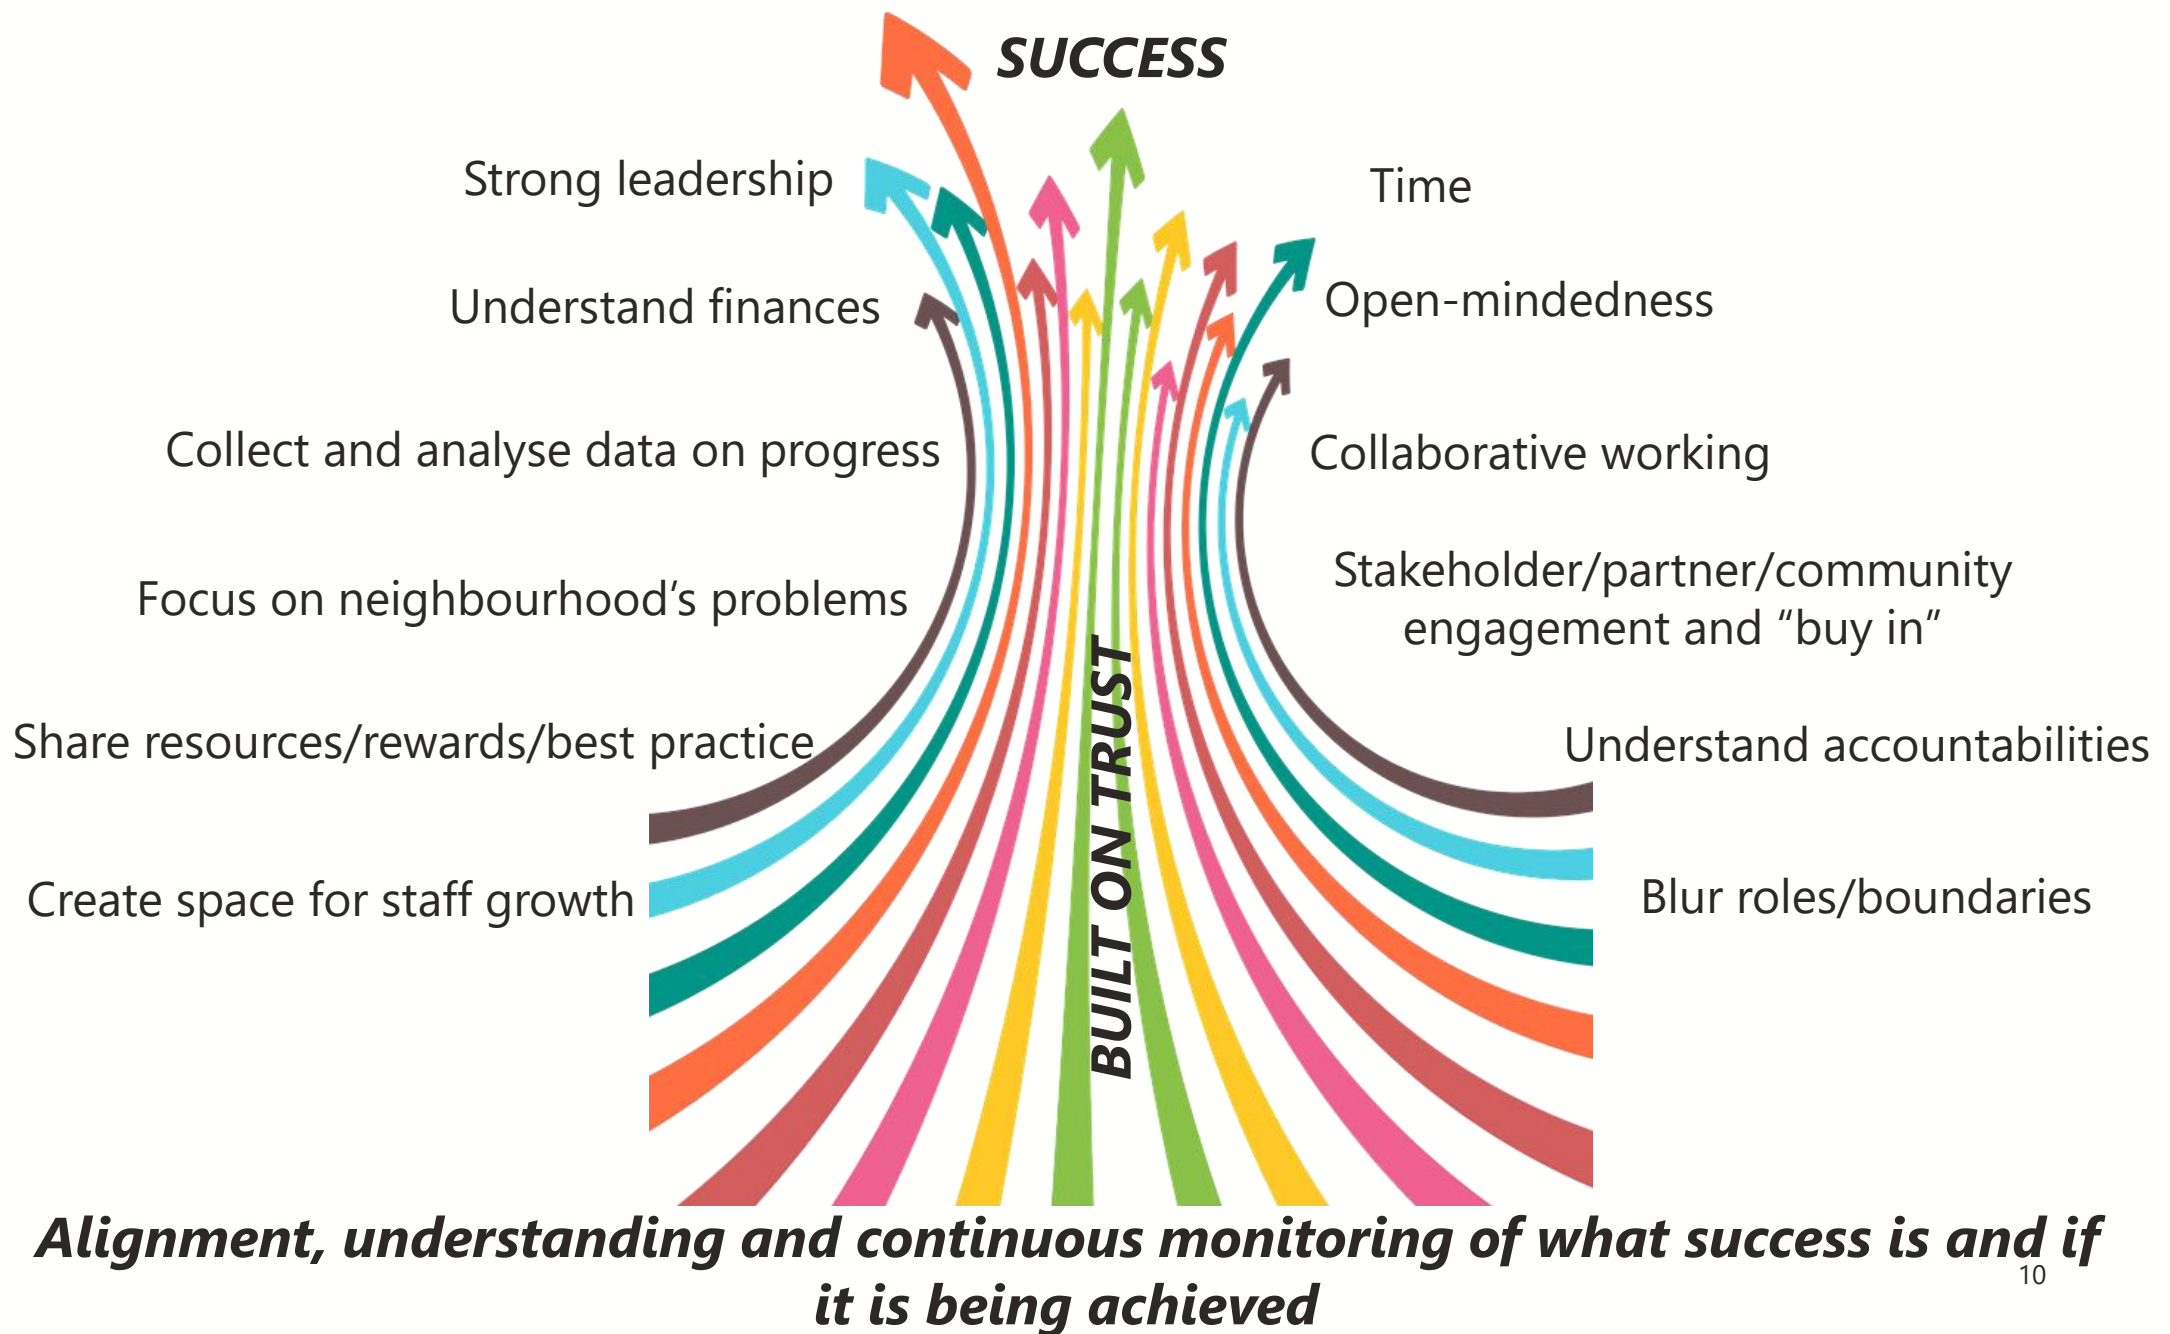 SUCCESS
Strong leadership
Time
Understand finances
Open-mindedness
Collect and analyse data on progress
Collaborative working
Focus on neighbourhood’s problems
Stakeholder/partner/community
engagement and “buy in”
BUILT ON TRUST
Share resources/rewards/best practice
Understand accountabilities
Create space for staff growth
Blur roles/boundaries
Alignment, understanding and continuous monitoring of what success is and if
it is being achieved
10